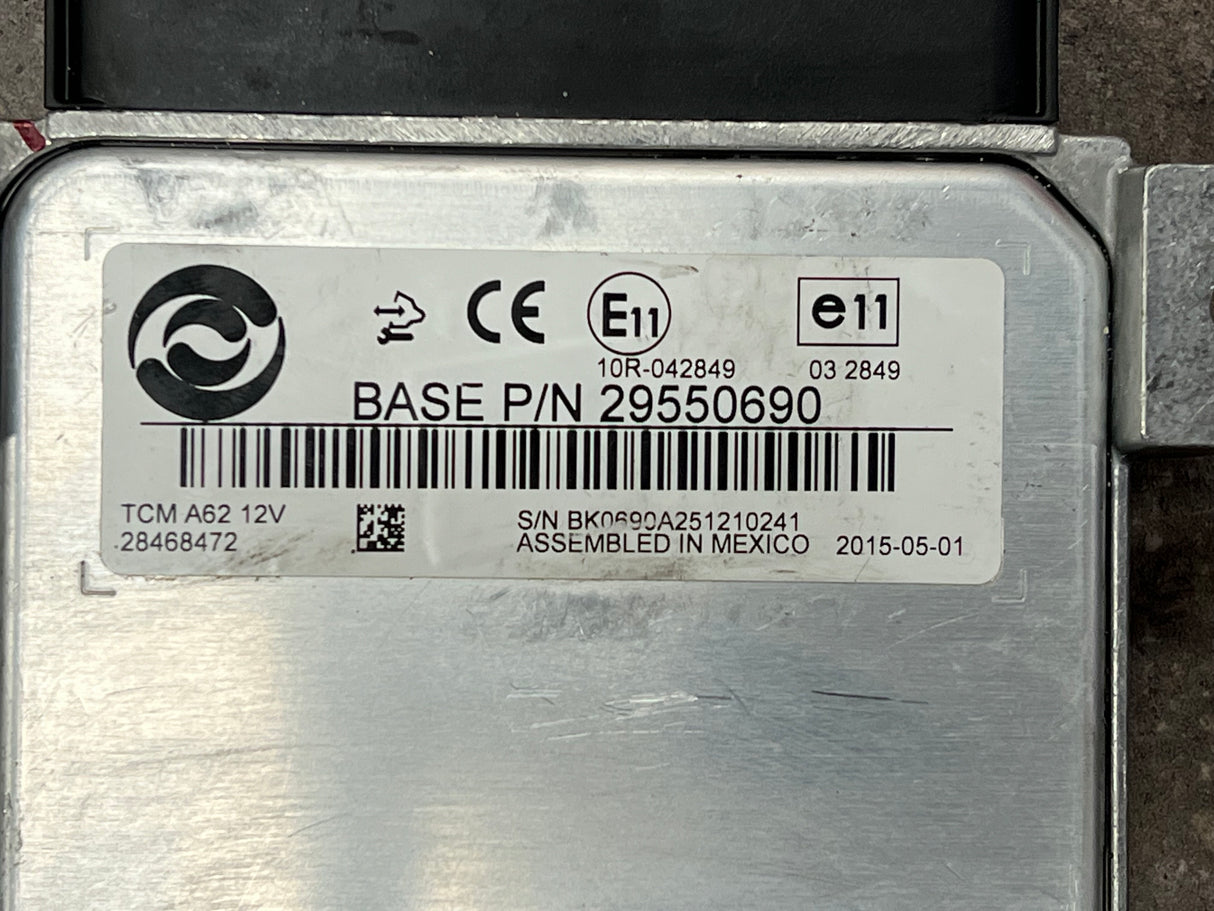 CE E11 e11
10R-042849 03 2849
BASE P/N 29550690
TCM A62 12V
28468472
S/N BK0690A251210241
ASSEMBLED IN MEXICO 2015-05-01